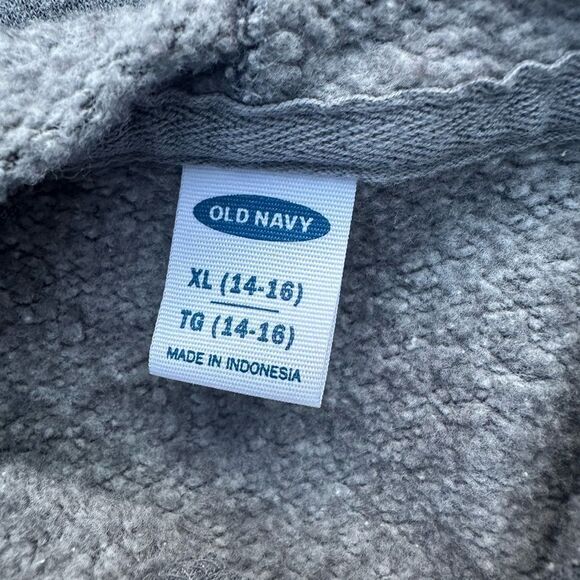 OLD NAVY
XL (14-16)
TG (14-16)
MADE IN INDONESIA